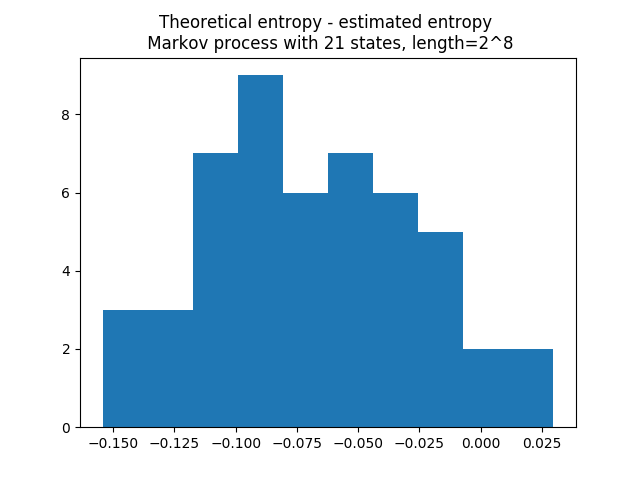 Theoretical entropy - estimated entropy
Markov process with 21 states, length=2^8
8
6
4
2
0
−0.150 −0.125 −0.100 −0.075 −0.050 −0.025 0.000 0.025